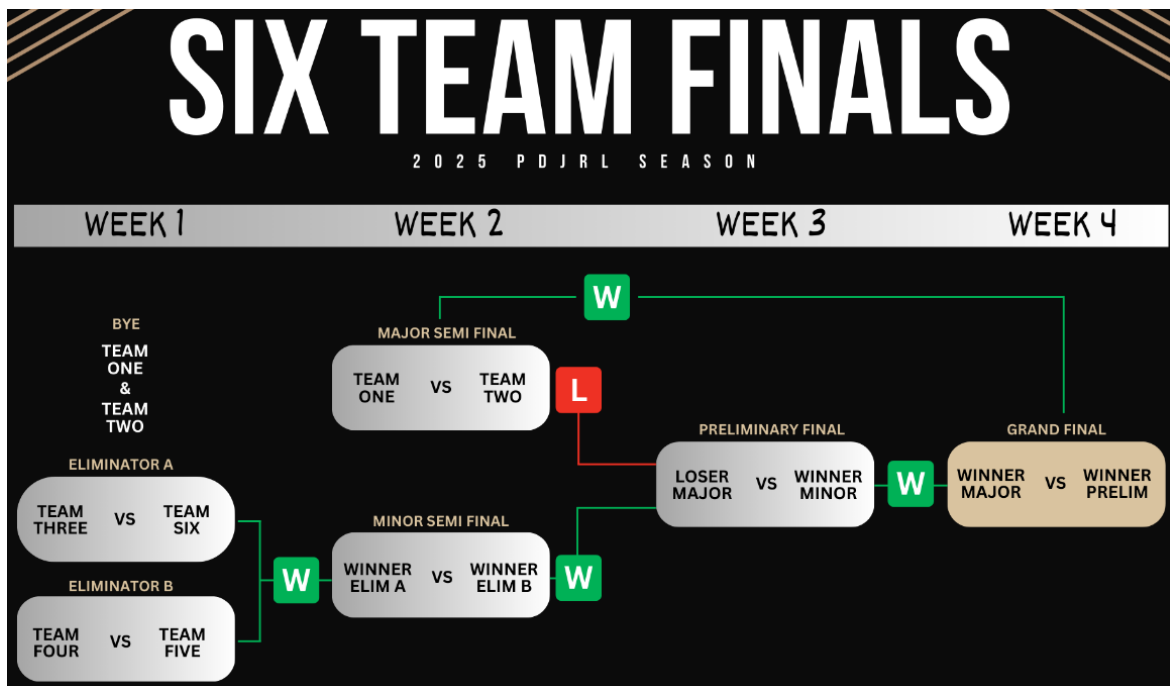 SIX TEAM FINALS
2025 PDJRL SEASON
WEEK 1 WEEK 2 WEEK 3 WEEK 4
BYE
TEAM
ONE
&
TEAM
TWO
ELIMINATOR A
TEAM THREE VS TEAM SIX
ELIMINATOR B
TEAM FOUR VS TEAM FIVE
W
MAJOR SEMI FINAL
TEAM ONE VS TEAM TWO
W
L
MINOR SEMI FINAL
WINNER ELIM A VS WINNER ELIM B
W
PRELIMINARY FINAL
LOSER MAJOR VS WINNER MINOR
W
GRAND FINAL
WINNER MAJOR VS WINNER PRELIM